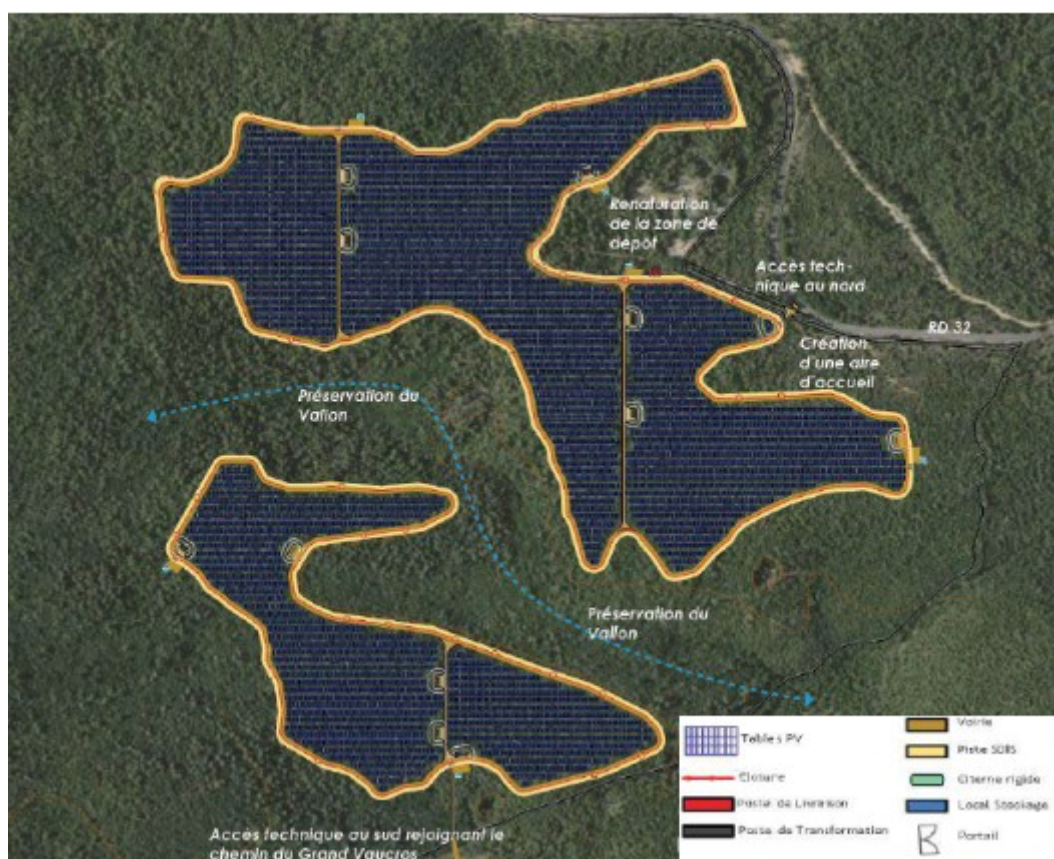 Renaturation
de la zone de
dépôt
Accès tech-
nique au nord
RD 32
Création
d'une aire
d'accueil
Préservation du
Vallon
Préservation du
Vallon
Accès technique au sud rejoignant le
chemin du Grand Vaucros
Tables PV
Cloture
Poste de Livraison
Poste de Transformation
Voirie
Piste SDIS
Citerne rigide
Local Stockage
Portail